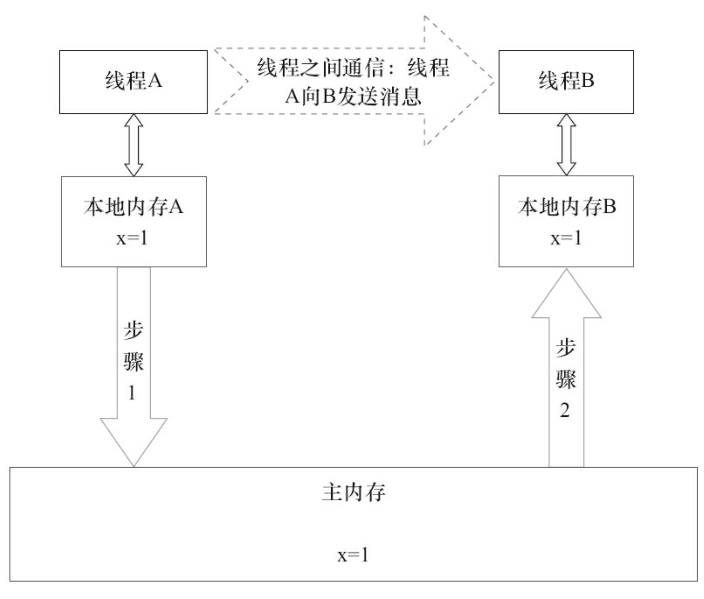 线程A
线程之间通信：线程
A向B发送消息
线程B
本地内存A
x=1
本地内存B
x=1
步
骤
1
步
骤
2
主内存
x=1